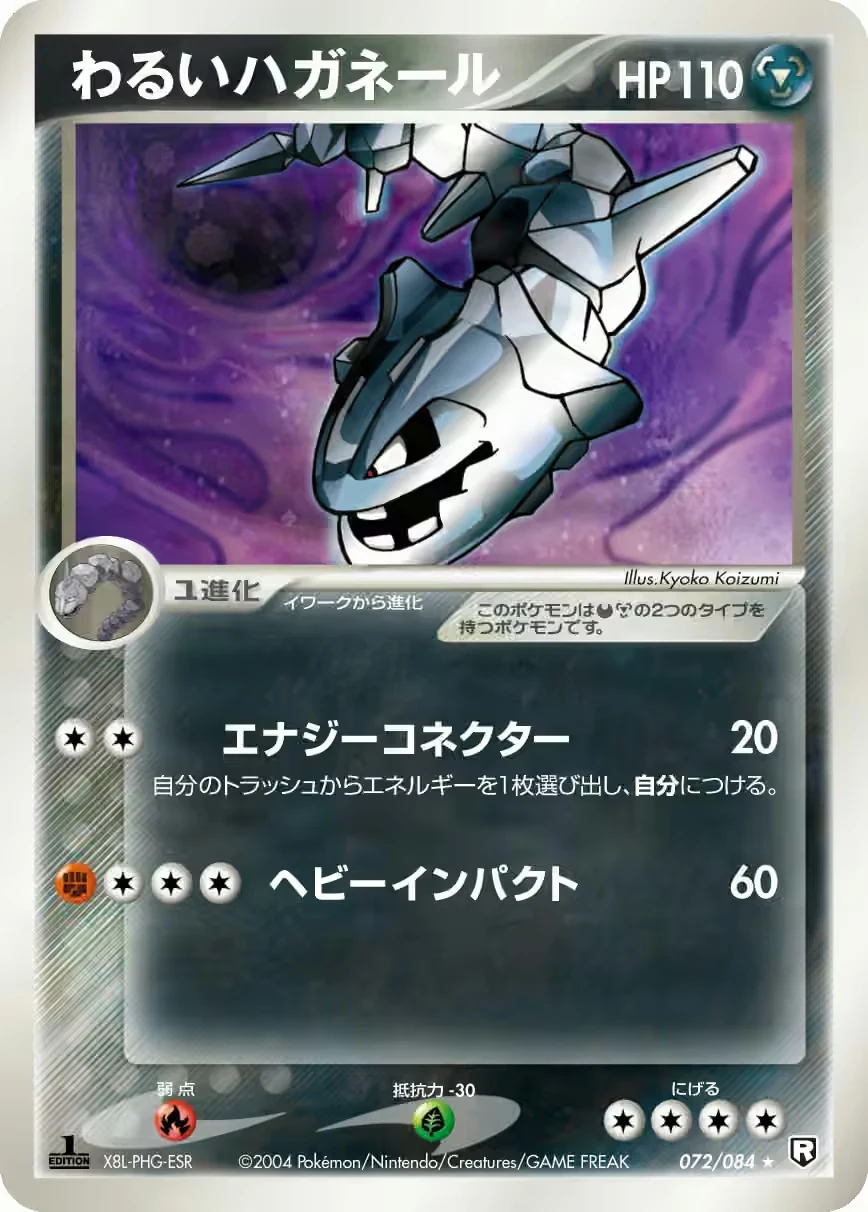 わるいハガネール HP110
Illus.Kyoko Koizumi
1進化 イワークから進化
このポケモンはの2つのタイプを
持つポケモンです。
エナジーコネクター 20
自分のトラッシュからエネルギーを1枚選び出し、自分につける。
ヘビーインパクト 60
弱点 抵抗力 -30 にげる
1 EDITION X8L-PHG-ESR ©2004 Pokémon/Nintendo/Creatures/GAME FREAK 072/084 ★ R